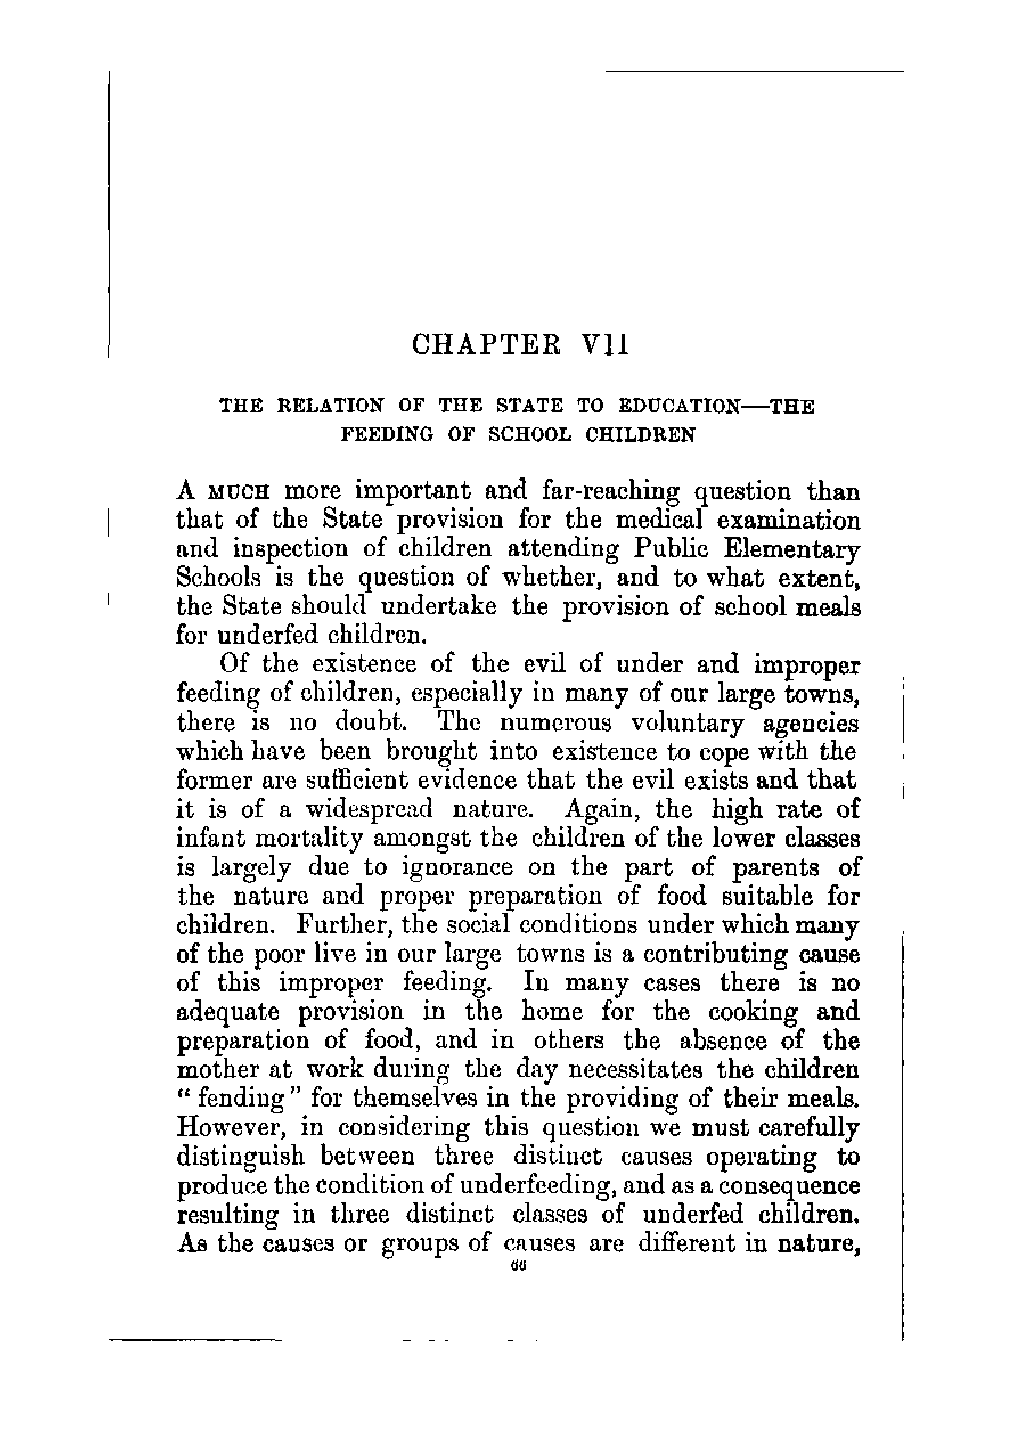 CHAPTER VII
THE RELATION OF THE STATE TO EDUCATION—THE
FEEDING OF SCHOOL CHILDREN
A MUCH more important and far-reaching question than
that of the State provision for the medical examination
and inspection of children attending Public Elementary
Schools is the question of whether, and to what extent,
the State should undertake the provision of school meals
for underfed children.
Of the existence of the evil of under and improper
feeding of children, especially in many of our large towns,
there is no doubt. The numerous voluntary agencies
which have been brought into existence to cope with the
former are sufficient evidence that the evil exists and that
it is of a widespread nature. Again, the high rate of
infant mortality amongst the children of the lower classes
is largely due to ignorance on the part of parents of
the nature and proper preparation of food suitable for
children. Further, the social conditions under which many
of the poor live in our large towns is a contributing cause
of this improper feeding. In many cases there is no
adequate provision in the home for the cooking and
preparation of food, and in others the absence of the
mother at work during the day necessitates the children
“ fending ” for themselves in the providing of their meals.
However, in considering this question we must carefully
distinguish between three distinct causes operating to
produce the condition of underfeeding, and as a consequence
resulting in three distinct classes of underfed children.
As the causes or groups of causes are different in nature,